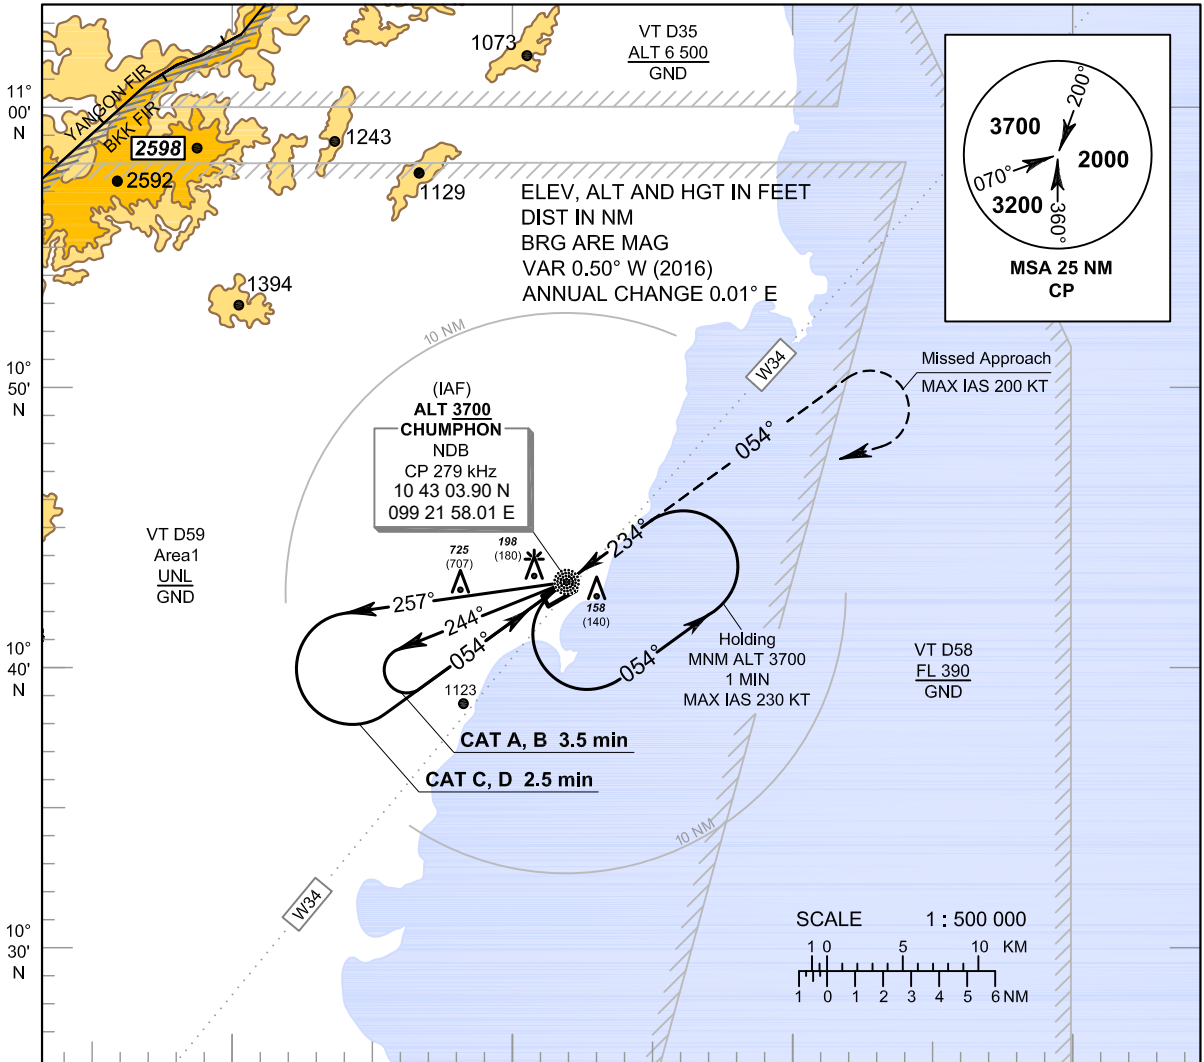 11°
00'
N
10°
50'
N
10°
40'
N
10°
30'
N
YANGON FIR
BKK FIR
2598
2592
1243
1073
1129
1394
VT D35
ALT 6 500
GND
ELEV, ALT AND HGT IN FEET
DIST IN NM
BRG ARE MAG
VAR 0.50° W (2016)
ANNUAL CHANGE 0.01° E
200°
3700
2000
070°
3200
360°
MSA 25 NM
CP
10 NM
W34
Missed Approach
MAX IAS 200 KT
054°
(IAF)
ALT 3700
CHUMPHON
NDB
CP 279 kHz
10 43 03.90 N
099 21 58.01 E
234°
VT D59
Area1
UNL
GND
725
(707)
198
(180)
158
(140)
257°
244°
054°
054°
Holding
MNM ALT 3700
1 MIN
MAX IAS 230 KT
VT D58
FL 390
GND
1123
CAT A, B 3.5 min
CAT C, D 2.5 min
10 NM
W34
SCALE 1 : 500 000
1 0 5 10 KM
1 0 1 2 3 4 5 6 NM